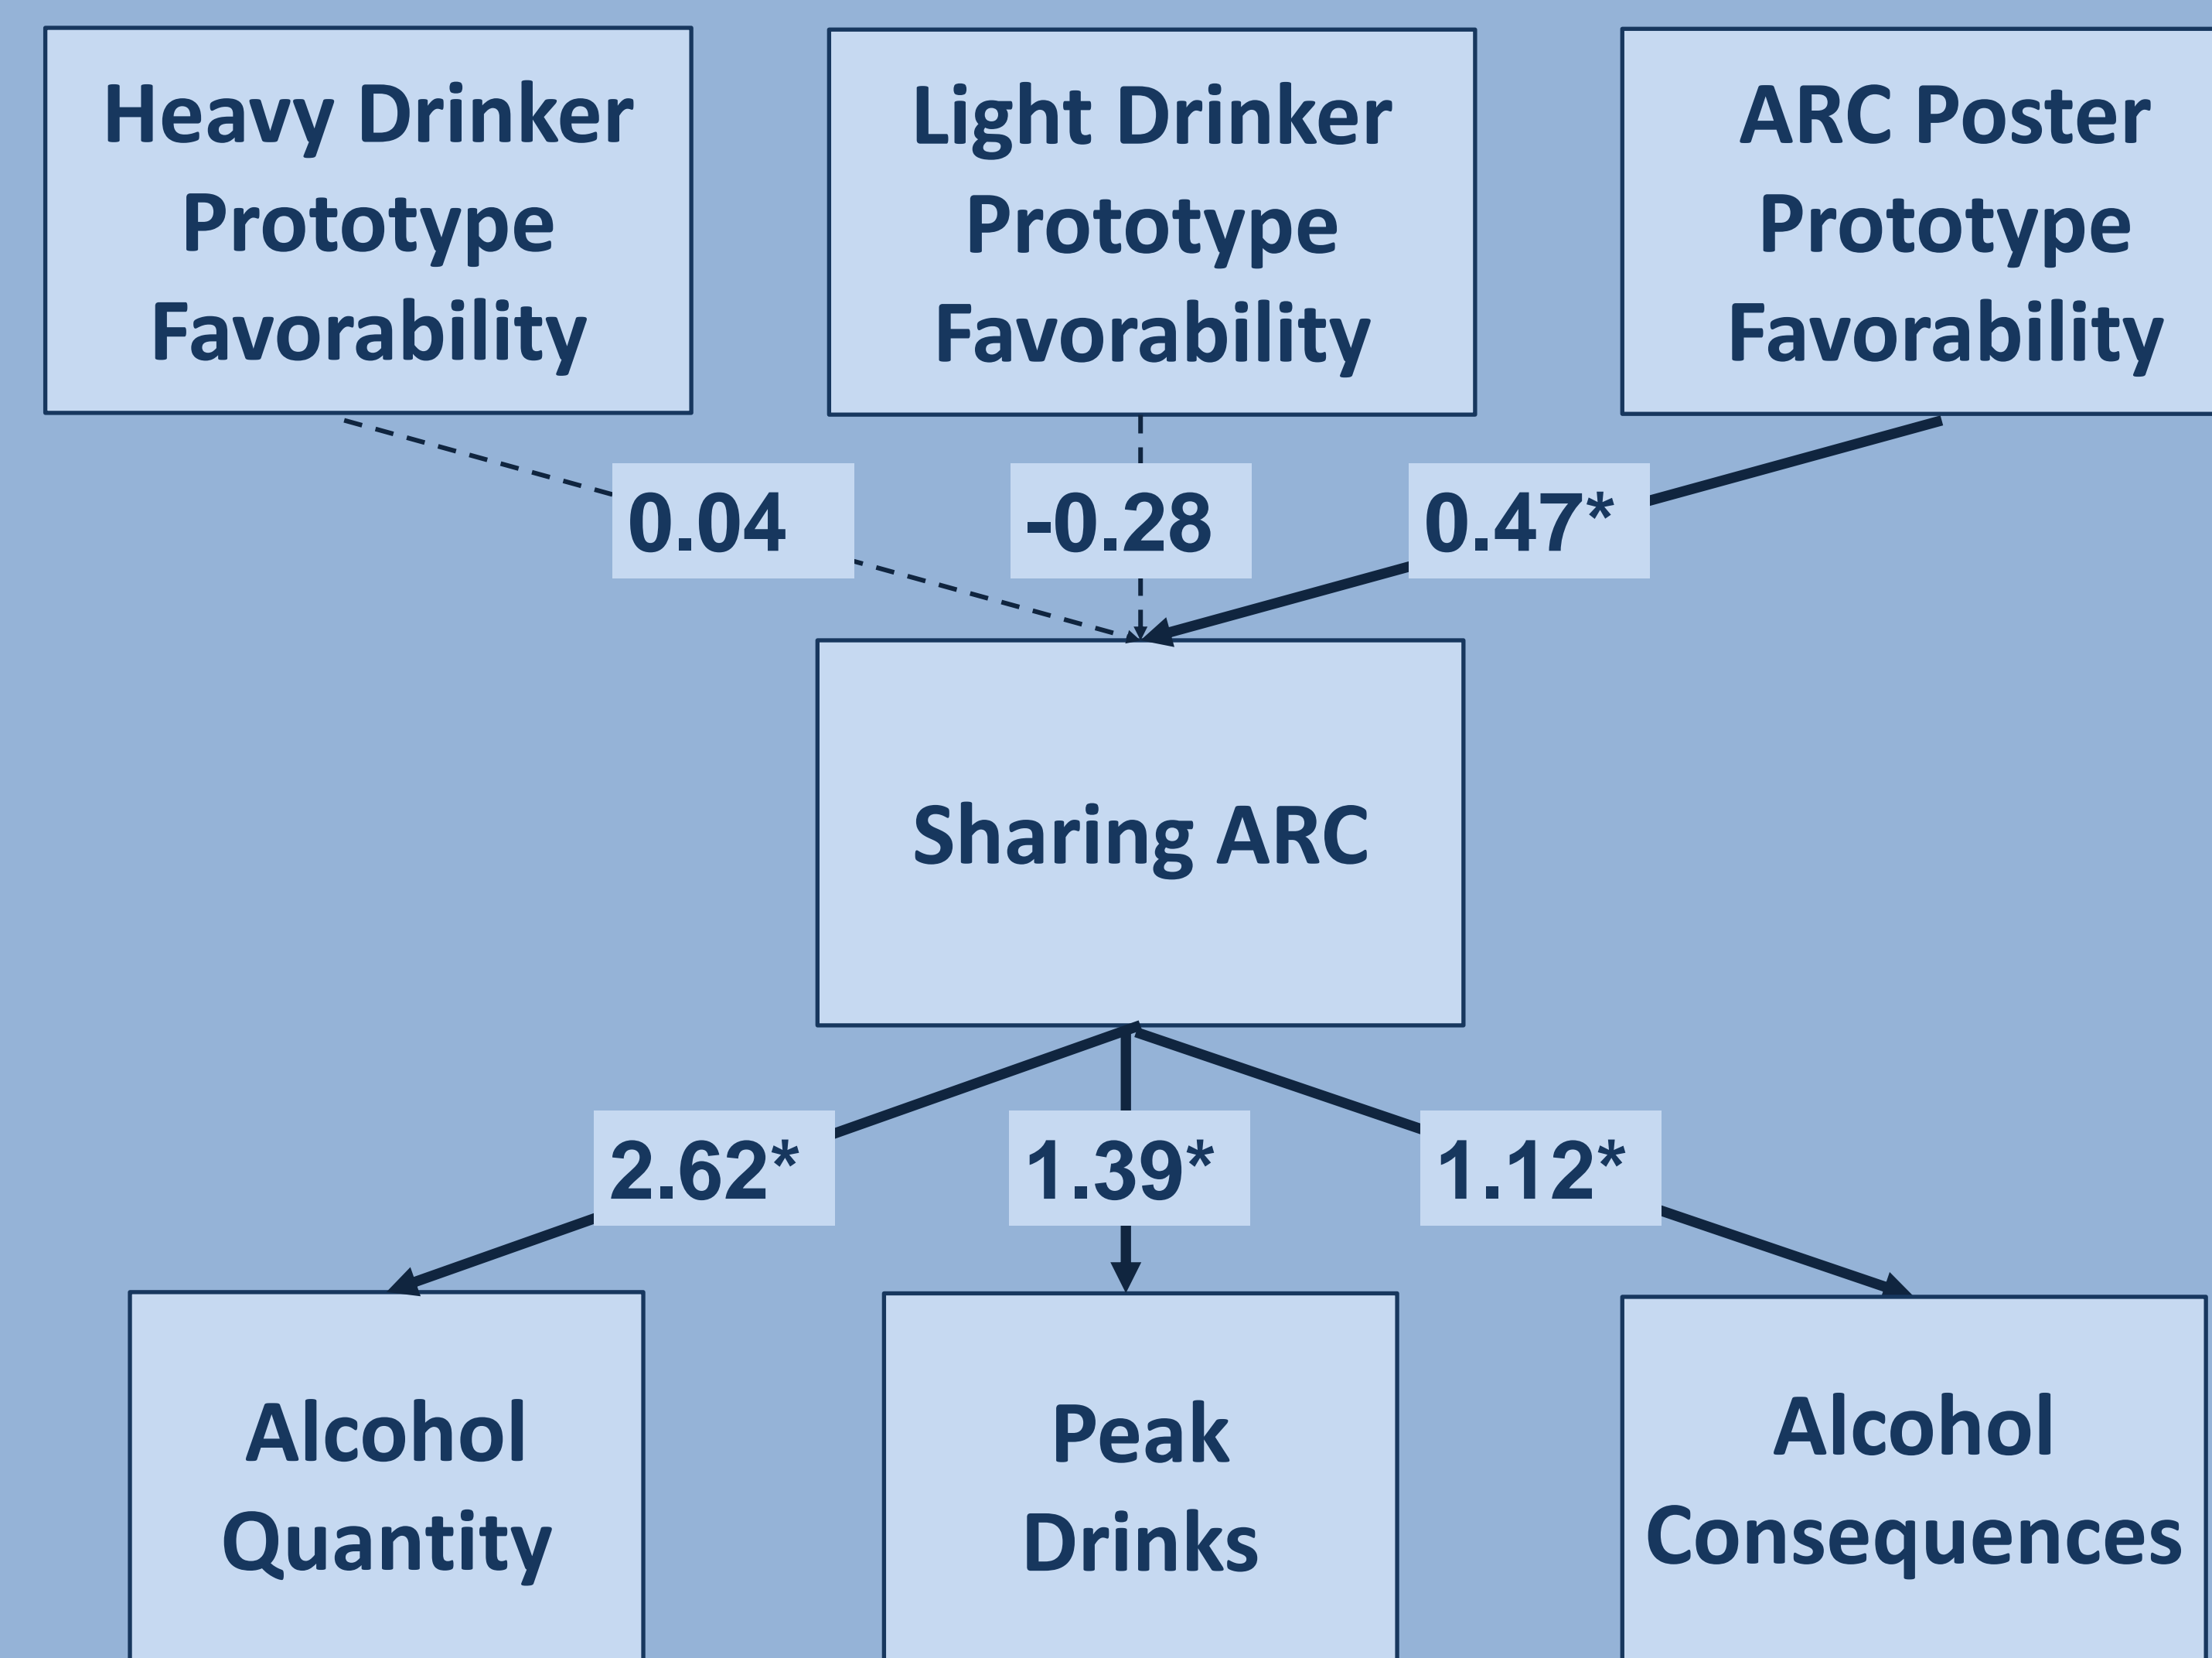 Heavy Drinker
Prototype
Favorability
Light Drinker
Prototype
Favorability
ARC Poster
Prototype
Favorability
0.04
-0.28
0.47*
Sharing ARC
2.62*
1.39*
1.12*
Alcohol
Quantity
Peak
Drinks
Alcohol
Consequences